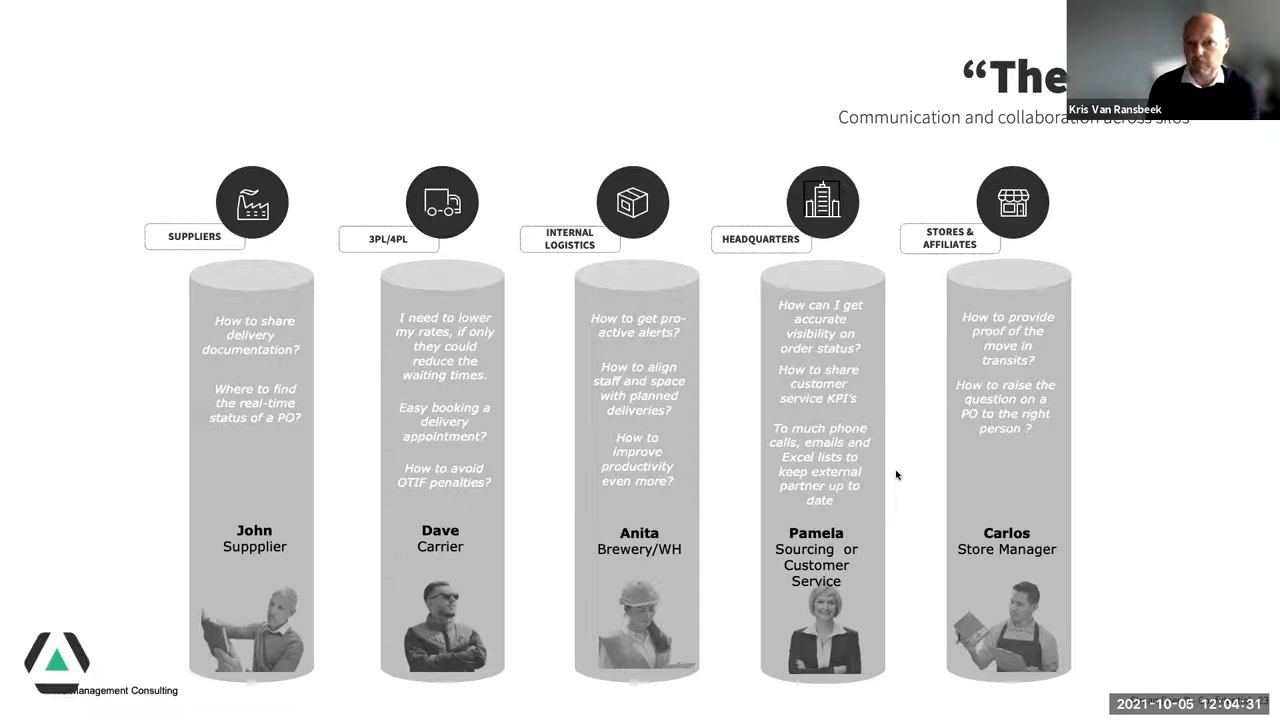 “The
Kris Van Ransbeek
Communication and collaboration across silos
SUPPLIERS
3PL/4PL
INTERNAL
LOGISTICS
HEADQUARTERS
STORES &
AFFILIATES
How to share
delivery
documentation?
Where to find
the real-time
status of a PO?
John
Suppplier
I need to lower
my rates, if only
they could
reduce the
waiting times.
Easy booking a
delivery
appointment?
How to avoid
OTIF penalties?
Dave
Carrier
How to get pro-
active alerts?
How to align
staff and space
with planned
deliveries?
How to
improve
productivity
even more?
Anita
Brewery/WH
How can I get
accurate
visibility on
order status?
How to share
customer
service KPI's
To much phone
calls, emails and
Excel lists to
keep external
partner up to
date
Pamela
Sourcing or
Customer
Service
How to provide
proof of the
move in
transits?
How to raise the
question on a
PO to the right
person ?
Carlos
Store Manager
Management Consulting
2021-10-05 12:04:31